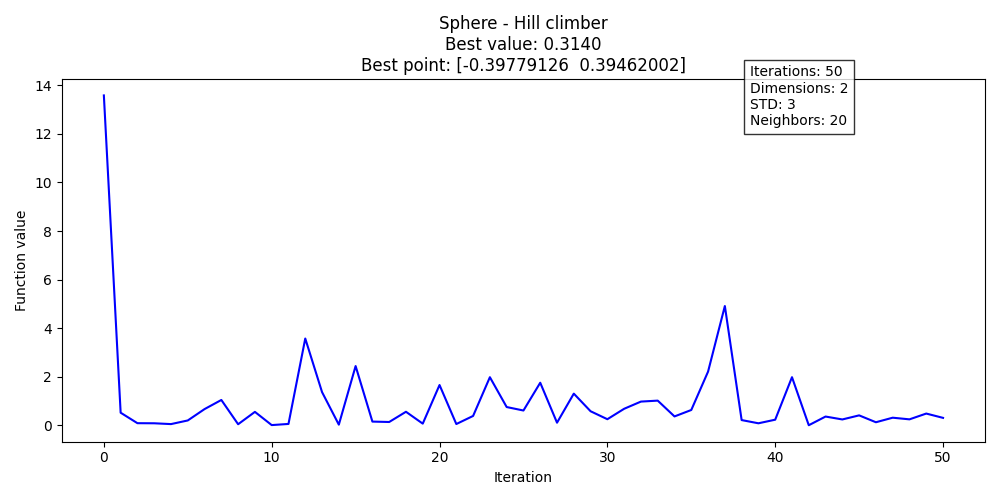 Sphere - Hill climber
Best value: 0.3140
Best point: [-0.39779126  0.39462002]
Iterations: 50
Dimensions: 2
STD: 3
Neighbors: 20
14
12
10
8
6
4
2
0
Function value
0 10 20 30 40 50
Iteration